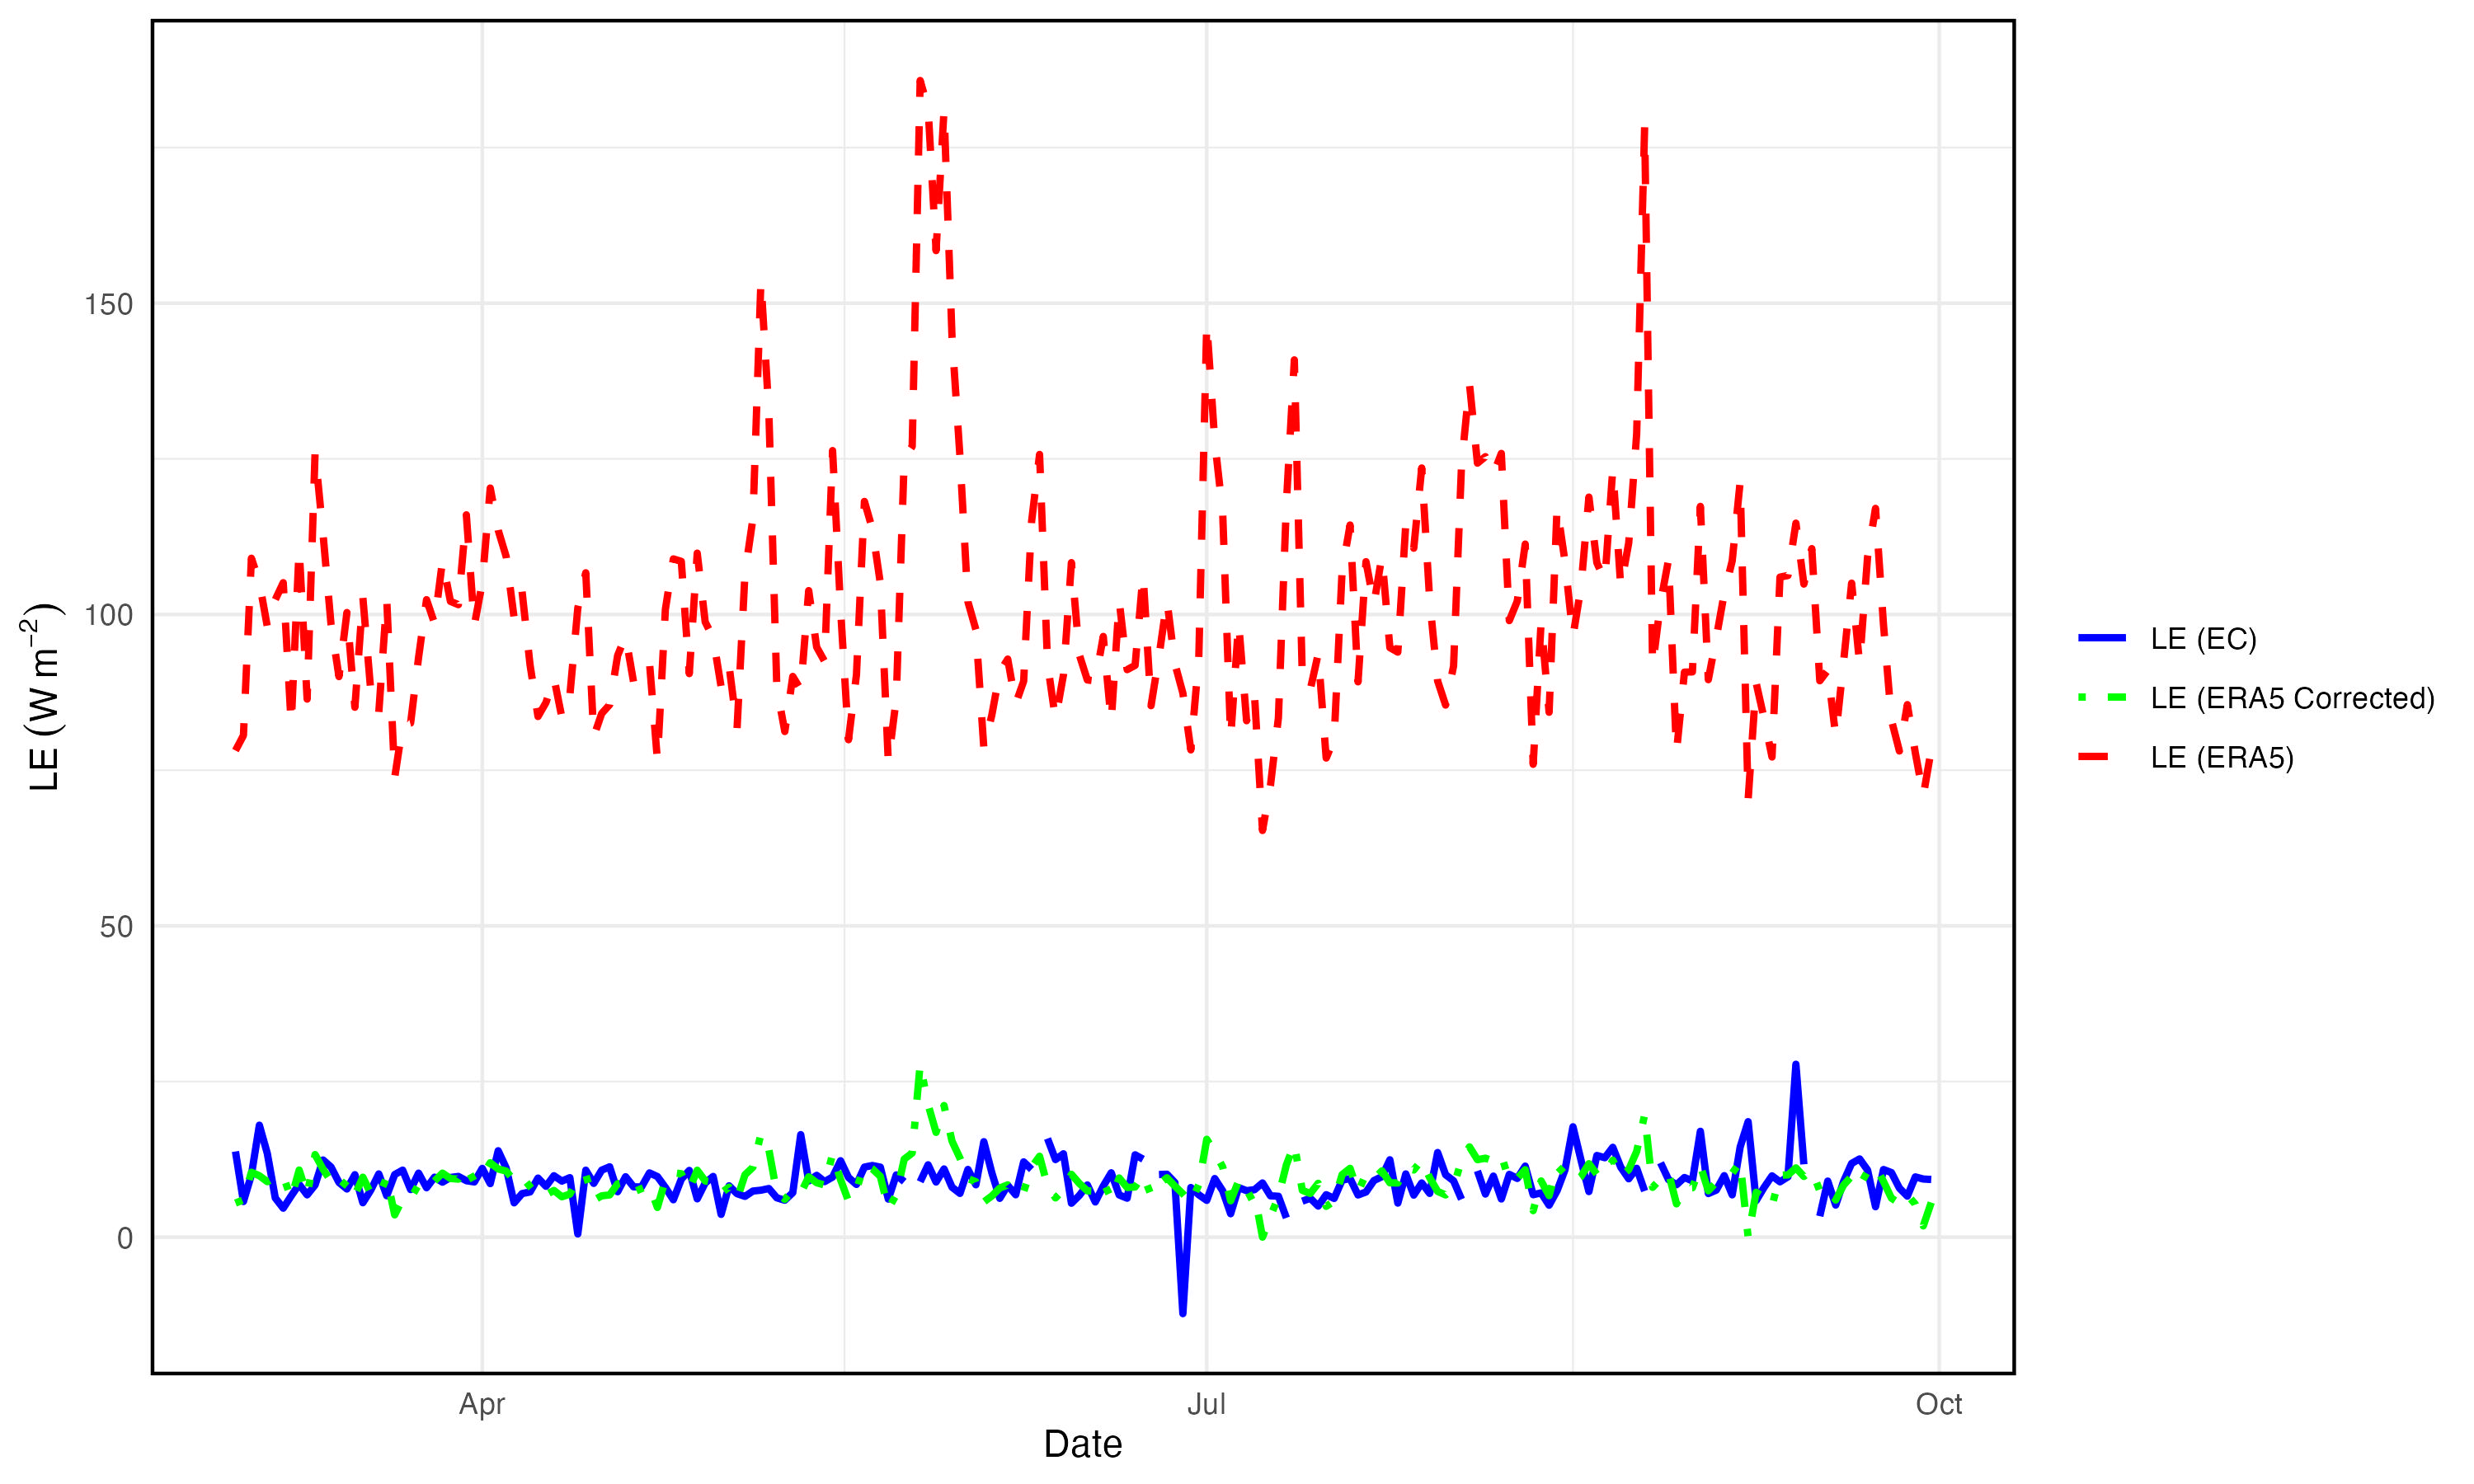 150
100
50
0
LE (W m⁻²)
Apr
Jul
Oct
Date
LE (EC)
LE (ERA5 Corrected)
LE (ERA5)